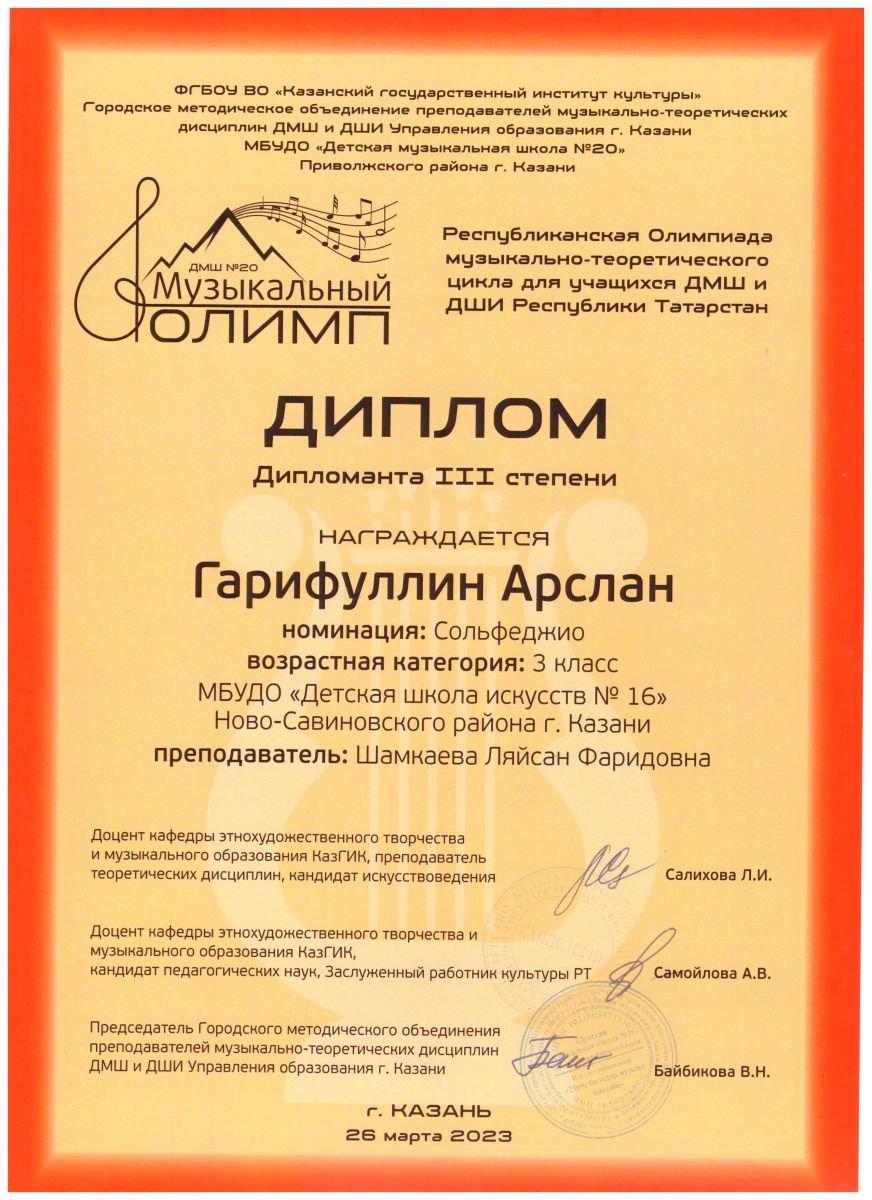 ФГБОУ ВО «Казанский государственный институт культуры»
Городское методическое объединение преподавателей музыкально-теоретических
дисциплин ДМШ и ДШИ Управления образования г. Казани
МБУДО «Детская музыкальная школа №20»
Приволжского района г. Казани
ДМШ №20
Музыкальный
ОЛИМП
Республиканская Олимпиада
музыкально-теоретического
цикла для учащихся ДМШ и
ДШИ Республики Татарстан
ДИПЛОМ
Дипломанта III степени
НАГРАЖДАЕТСЯ
Гарифуллин Арслан
номинация: Сольфеджио
возрастная категория: 3 класс
МБУДО «Детская школа искусств № 16»
Ново-Савиновского района г. Казани
преподаватель: Шамкаева Ляйсан Фаридовна
Доцент кафедры этнохудожественного творчества
и музыкального образования КазГИК, преподаватель
теоретических дисциплин, кандидат искусствоведения
Салихова Л.И.
Доцент кафедры этнохудожественного творчества и
музыкального образования КазГИК,
кандидат педагогических наук, Заслуженный работник культуры РТ
Самойлова А.В.
Председатель Городского методического объединения
преподавателей музыкально-теоретических дисциплин
ДМШ и ДШИ Управления образования г. Казани
Байбикова В.Н.
г. КАЗАНЬ
26 марта 2023